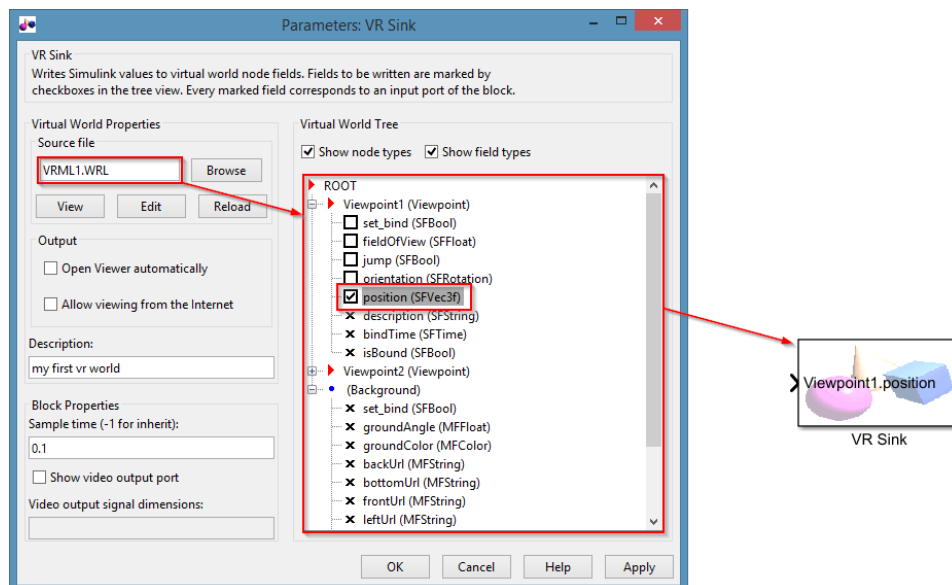 Parameters: VR Sink
VR Sink
Writes Simulink values to virtual world node fields. Fields to be written are marked by
checkboxes in the tree view. Every marked field corresponds to an input port of the block.
Virtual World Properties
Source file
VRML1.WRL
Browse
View
Edit
Reload
Output
Open Viewer automatically
Allow viewing from the Internet
Description:
my first vr world
Block Properties
Sample time (-1 for inherit):
0.1
Show video output port
Video output signal dimensions:
Virtual World Tree
Show node types
Show field types
ROOT
Viewpoint1 (Viewpoint)
set_bind (SFBool)
fieldOfView (SFFloat)
jump (SFBool)
orientation (SFRotation)
position (SFVec3f)
description (SFString)
bindTime (SFTime)
isBound (SFBool)
Viewpoint2 (Viewpoint)
(Background)
set_bind (SFBool)
groundAngle (MFFloat)
groundColor (MFColor)
backUrl (MFString)
bottomUrl (MFString)
frontUrl (MFString)
leftUrl (MFString)
OK
Cancel
Help
Apply
Viewpoint1.position
VR Sink